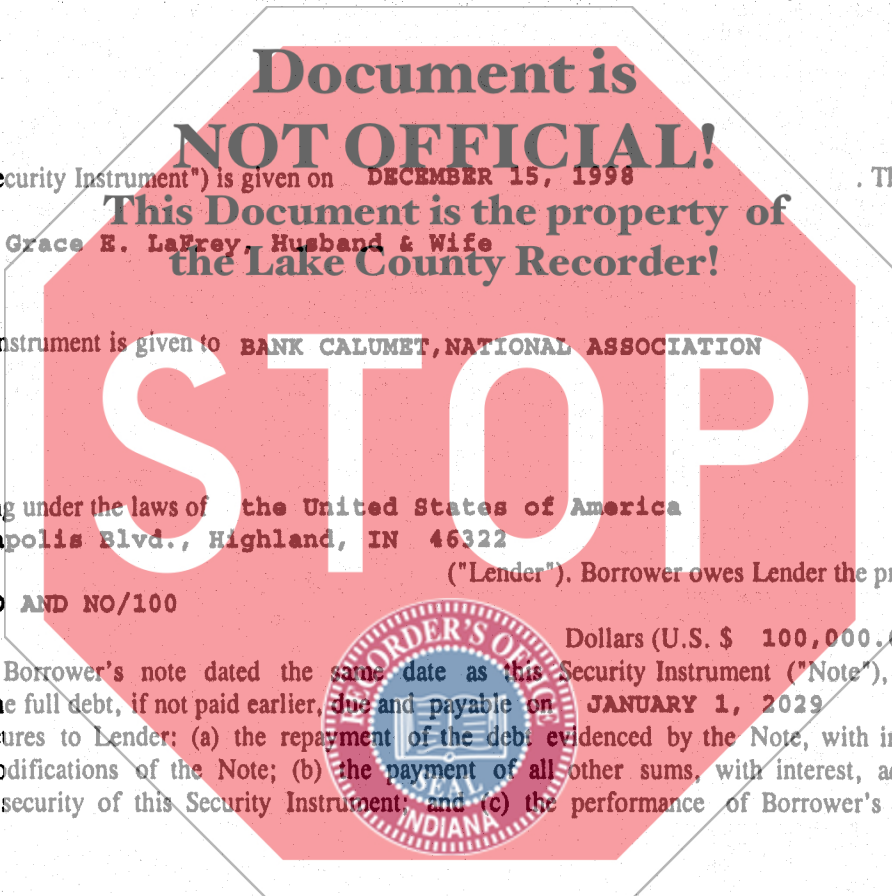 Document is
NOT OFFICIAL!
ecurity Instrument") is given on DECEMBER 15, 1998 . Th
This Document is the property of
Grace E. LaFrey, Husband & Wife
the Lake County Recorder!
nstrument is given to BANK CALUMET, NATIONAL ASSOCIATION
STOP
g under the laws of the United States of America
apolis Blvd., Highland, IN 46322
("Lender"). Borrower owes Lender the pr
AND NO/100
Dollars (U.S. $ 100,000.
Borrower's note dated the same date as this Security Instrument ("Note"),
e full debt, if not paid earlier, due and payable on JANUARY 1, 2029
ures to Lender: (a) the repayment of the debt evidenced by the Note, with in
odifications of the Note; (b) the payment of all other sums, with interest, a
security of this Security Instrument; and (c) the performance of Borrower's
RECORDER'S OFFICE
SEAL
INDIANA